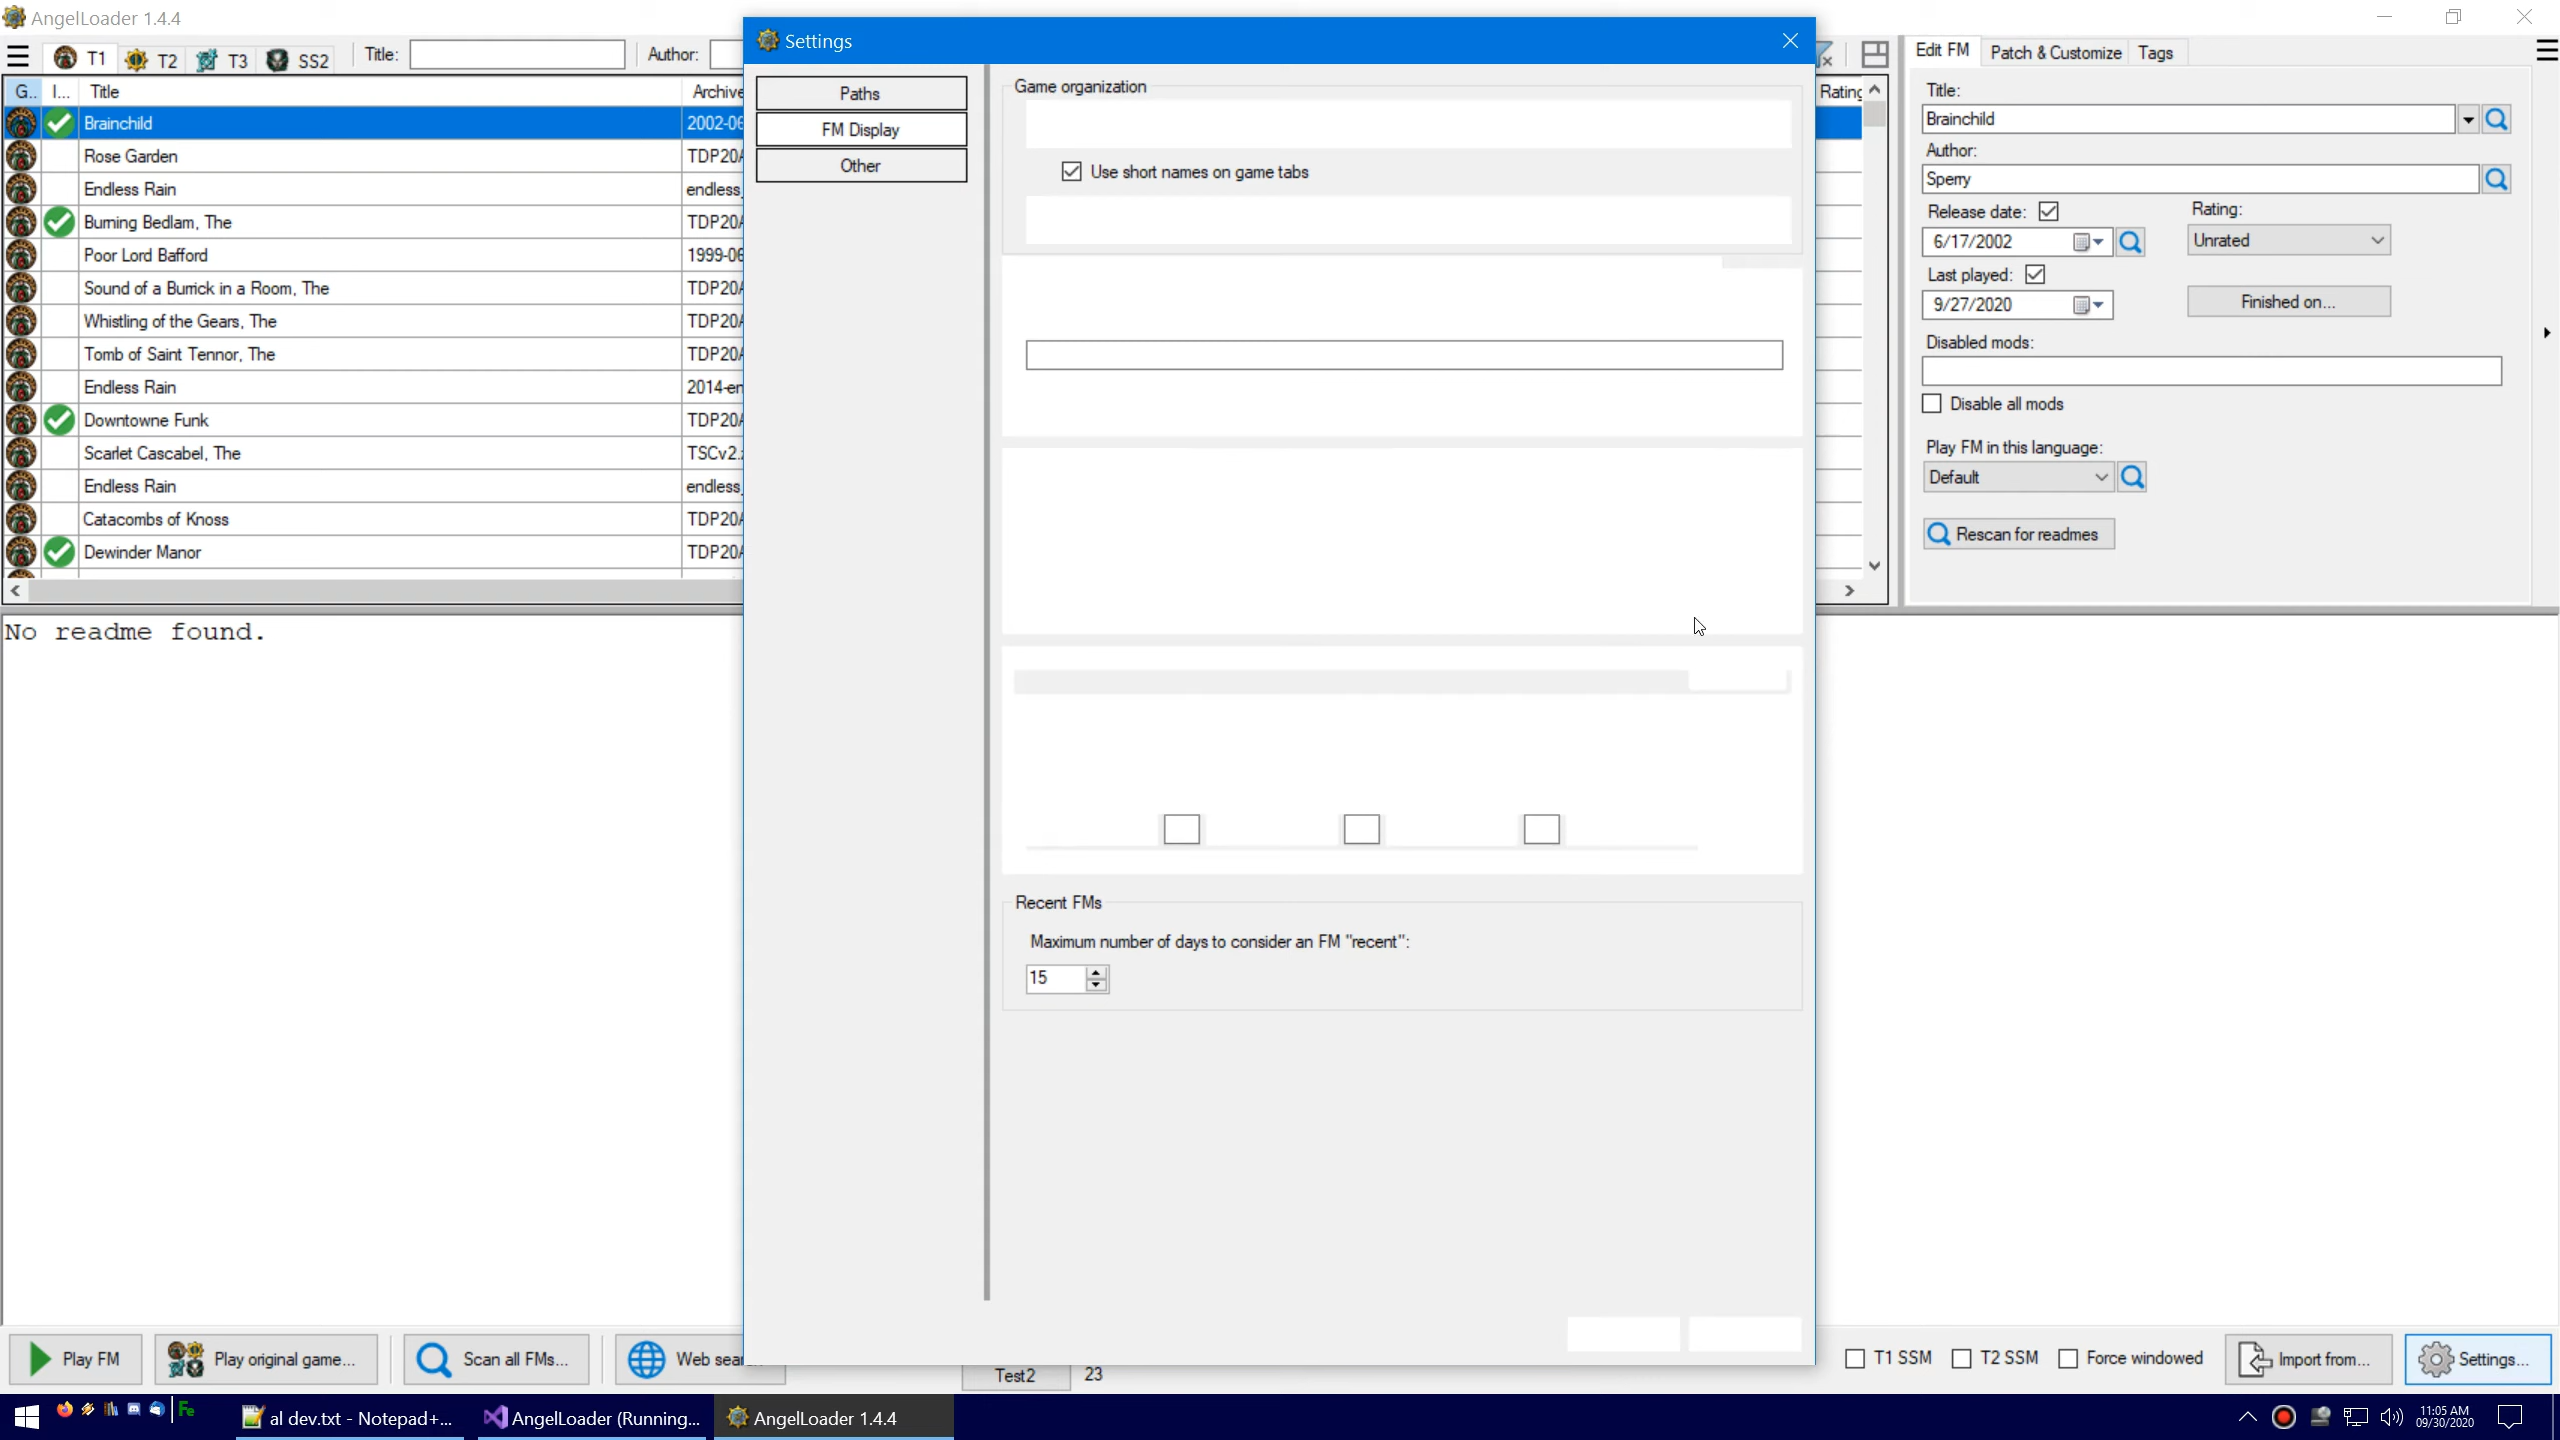 AngelLoader 1.4.4
T1 T2 T3 SS2 Title: Author:
G... I... Title Archive
Brainchild 2002-06
Rose Garden TDP20
Endless Rain endless_
Burning Bedlam, The TDP20
Poor Lord Bafford 1999-06
Sound of a Burrick in a Room, The TDP20
Whistling of the Gears, The TDP20
Tomb of Saint Tennor, The TDP20
Endless Rain 2014-en
Downtowne Funk TDP20
Scarlet Cascabel, The TSCv2.
Endless Rain endless_
Catacombs of Knoss TDP20
Dewinder Manor TDP20
No readme found.
Settings
Paths
FM Display
Other
Game organization
Use short names on game tabs
Recent FMs
Maximum number of days to consider an FM "recent":
15
Rating
Edit FM Patch & Customize Tags
Title:
Brainchild
Author:
Sperry
Release date: Rating:
6/17/2002 Unrated
Last played:
9/27/2020 Finished on...
Disabled mods:
Disable all mods
Play FM in this language:
Default
Rescan for readmes
Play FM Play original game... Scan all FMs... Web sear
Test2 23
T1 SSM T2 SSM Force windowed Import from... Settings...
Fe al dev.txt - Notepad+... AngelLoader (Running... AngelLoader 1.4.4
11:05 AM
09/30/2020